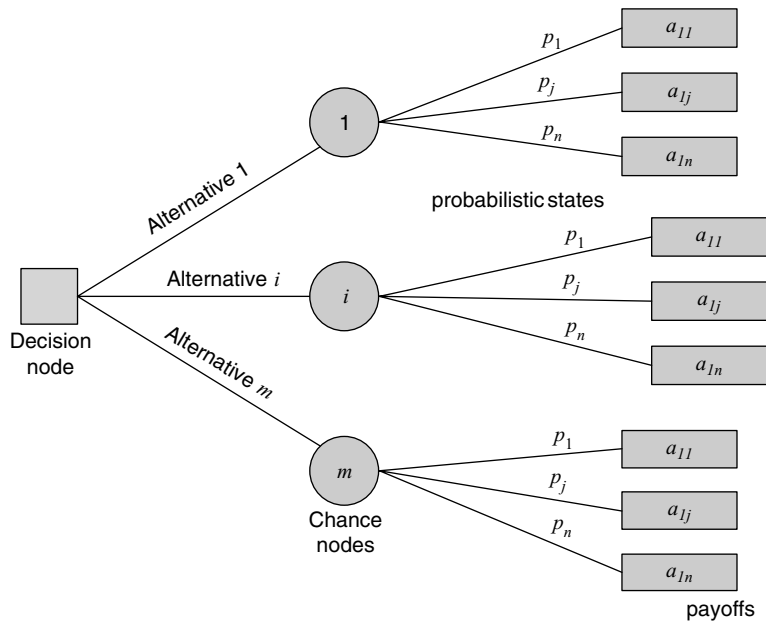 p₁
a₁₁
pⱼ
a₁ⱼ
1
pₙ
a₁ₙ
Alternative 1
probabilistic states
p₁
a₁₁
Alternative i
i
pⱼ
a₁ⱼ
pₙ
a₁ₙ
Decision
node
Alternative m
p₁
a₁₁
m
pⱼ
a₁ⱼ
Chance
nodes
pₙ
a₁ₙ
payoffs